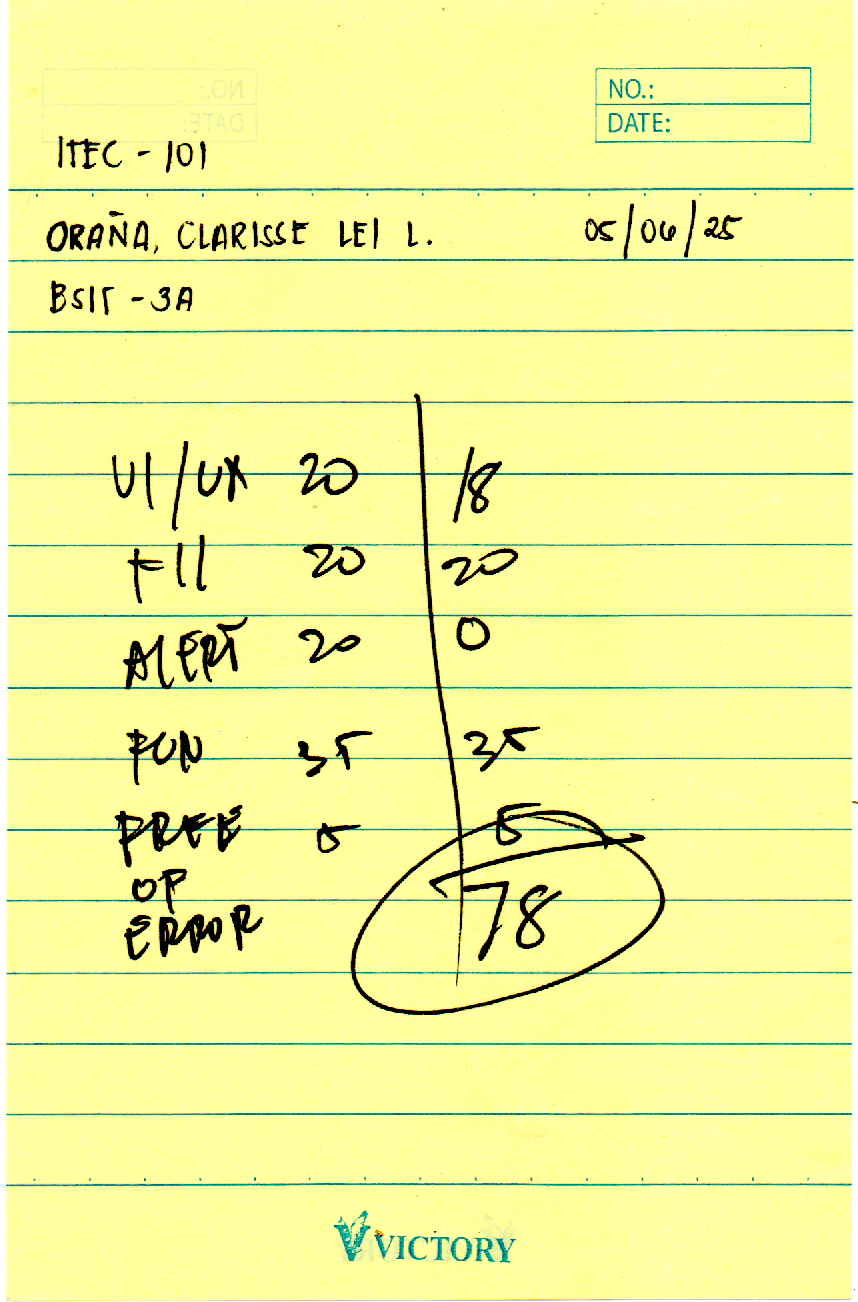 NO.:
DATE:
ITEC - 101
ORAÑA, CLARISSE LEI L. 05/06/25
BSIT - 3A
UI/UX 20 18
20 20
ALERT 20 0
FUN 35 35
FREE 5 5
OF 78
ERROR
VICTORY